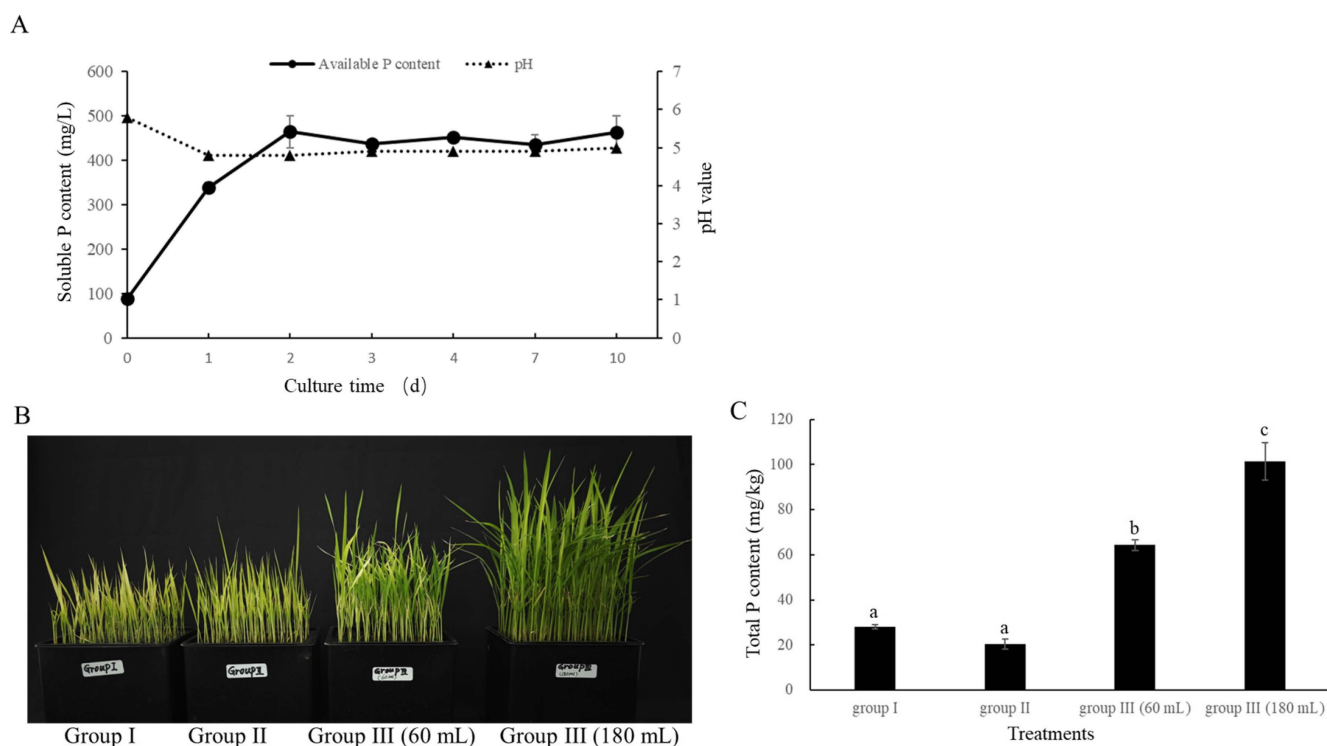 A
Available P content
pH
Soluble P content (mg/L)
600
500
400
300
200
100
0
7
6
5
4
3
2
1
0
pH value
0 1 2 3 4 7 10
Culture time (d)
B
Group I
Group II
Group III
Group I Group II Group III (60 mL) Group III (180 mL)
C
Total P content (mg/kg)
120
100
80
60
40
20
0
a
a
b
c
group I group II group III (60 mL) group III (180 mL)
Treatments